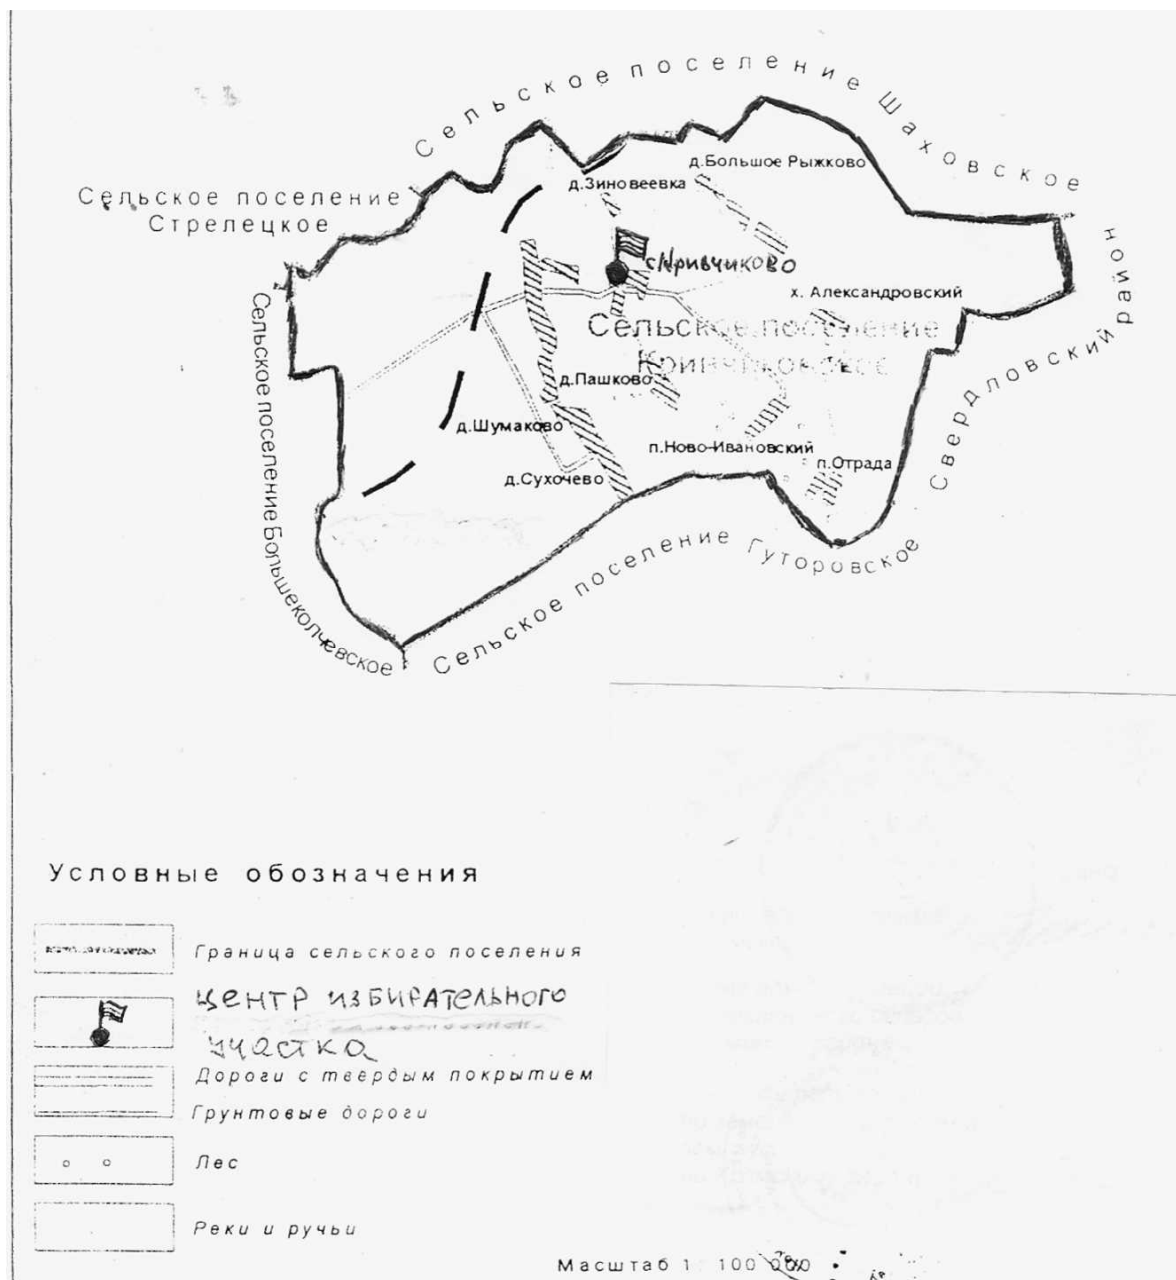 Сельское поселение Шаховское
Сельское поселение
Стрелецкое
д.Большое Рыжково
д.Зиновеевка
с.Кривчиково
х. Александровский
Свердловский район
Сельское поселение
Кривчиковское
д.Пашково
д.Шумаково
п.Ново-Ивановский
п.Отрада
д.Сухочево
Сельское поселение Большеколчевское
Сельское поселение Гуторовское
Условные обозначения
Граница сельского поселения
центр избирательного
участка
Дороги с твердым покрытием
Грунтовые дороги
Лес
Реки и ручьи
Масштаб 1: 100 000